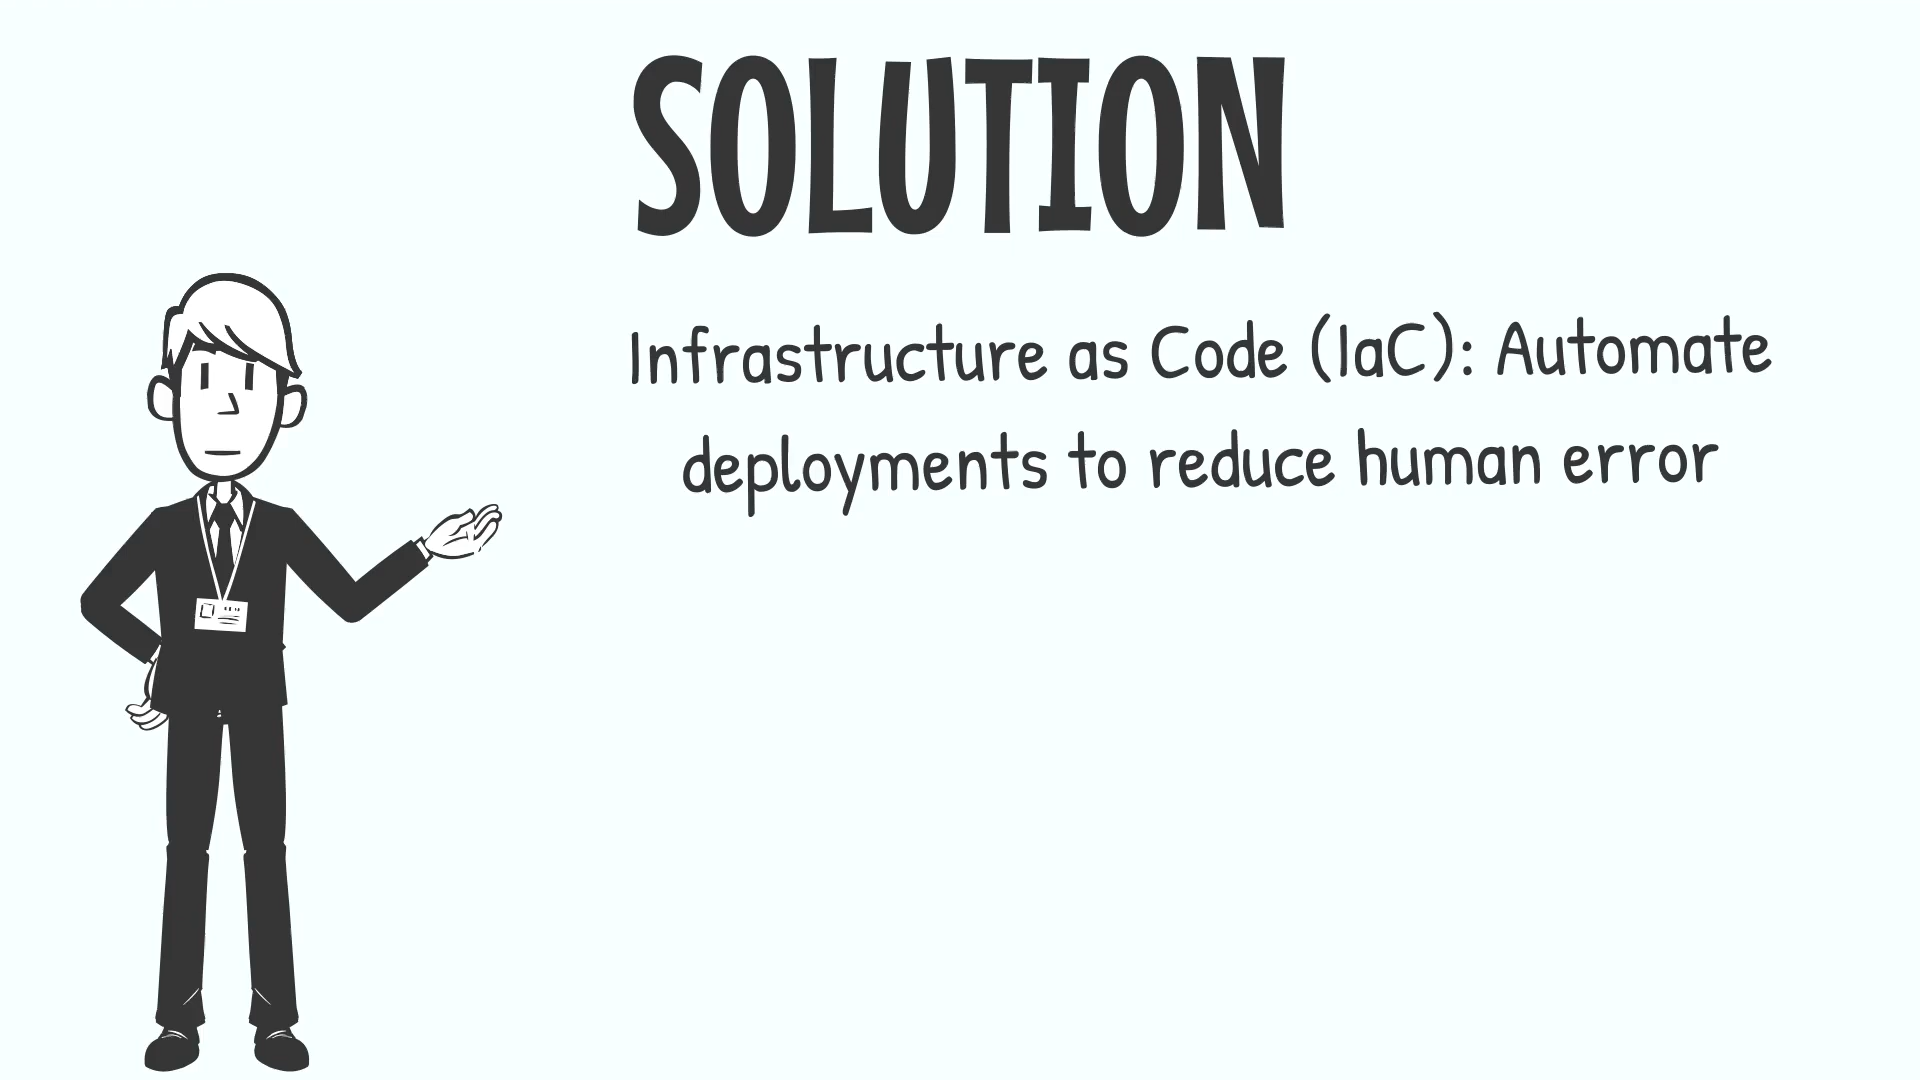 SOLUTION
Infrastructure as Code (IaC): Automate
deployments to reduce human error